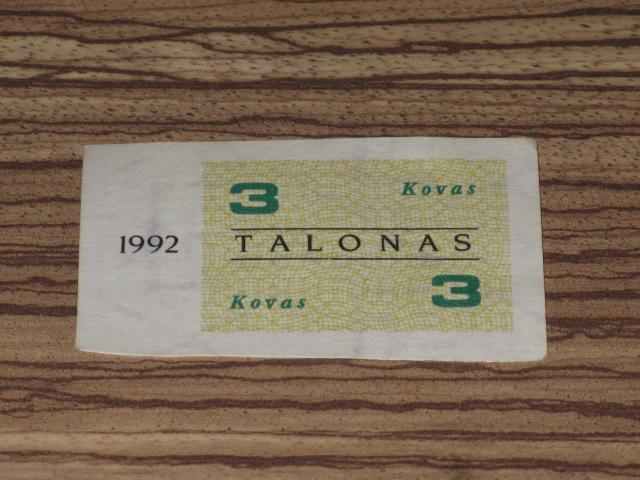 3 Kovas
1992 TALONAS
Kovas 3